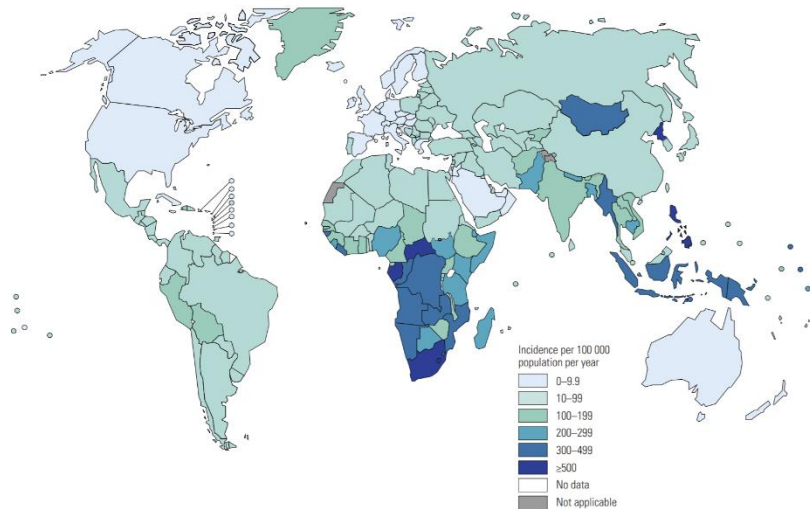 Incidence per 100 000
population per year
0–9.9
10–99
100–199
200–299
300–499
≥500
No data
Not applicable